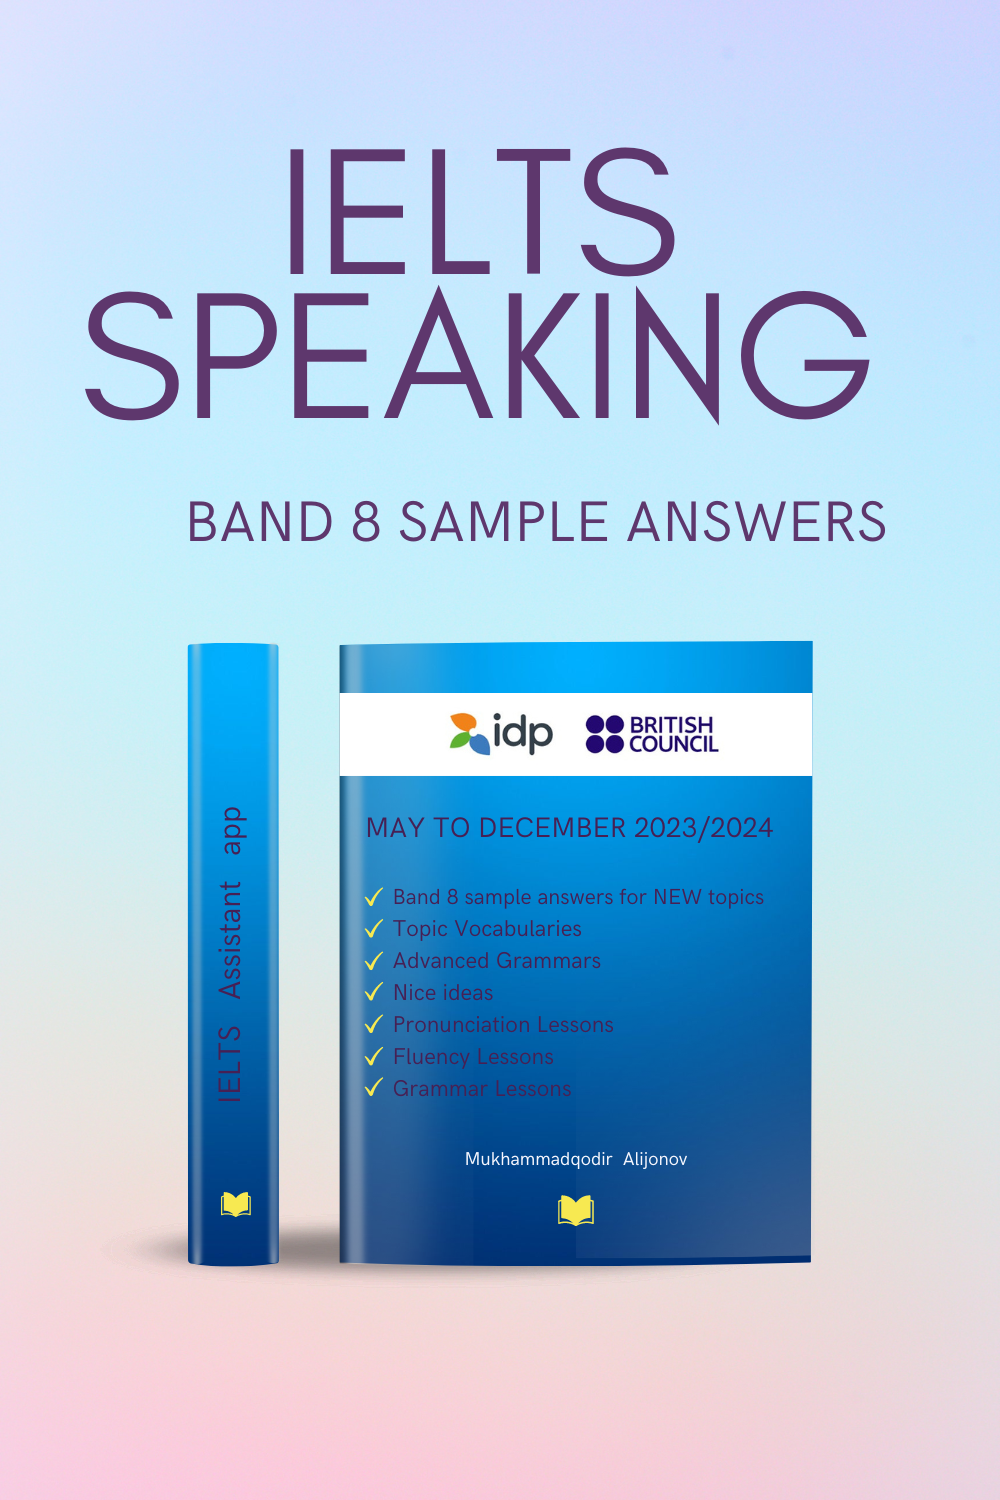 IELTS
SPEAKING
BAND 8 SAMPLE ANSWERS
IELTS Assistant app
idp
BRITISH
COUNCIL
MAY TO DECEMBER 2023/2024
Band 8 sample answers for NEW topics
Topic Vocabularies
Advanced Grammars
Nice ideas
Pronunciation Lessons
Fluency Lessons
Grammar Lessons
Mukhammadqodir Alijonov